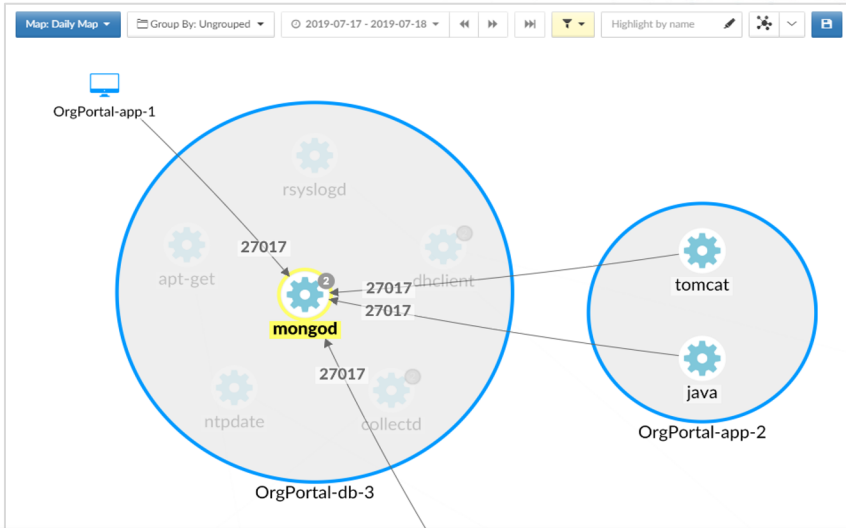 Map: Daily Map
Group By: Ungrouped
2019-07-17 - 2019-07-18
Highlight by name
OrgPortal-app-1
rsyslogd
27017
apt-get
dhclient
2
27017
tomcat
27017
mongod
27017
java
ntpdate
collectd
OrgPortal-app-2
OrgPortal-db-3